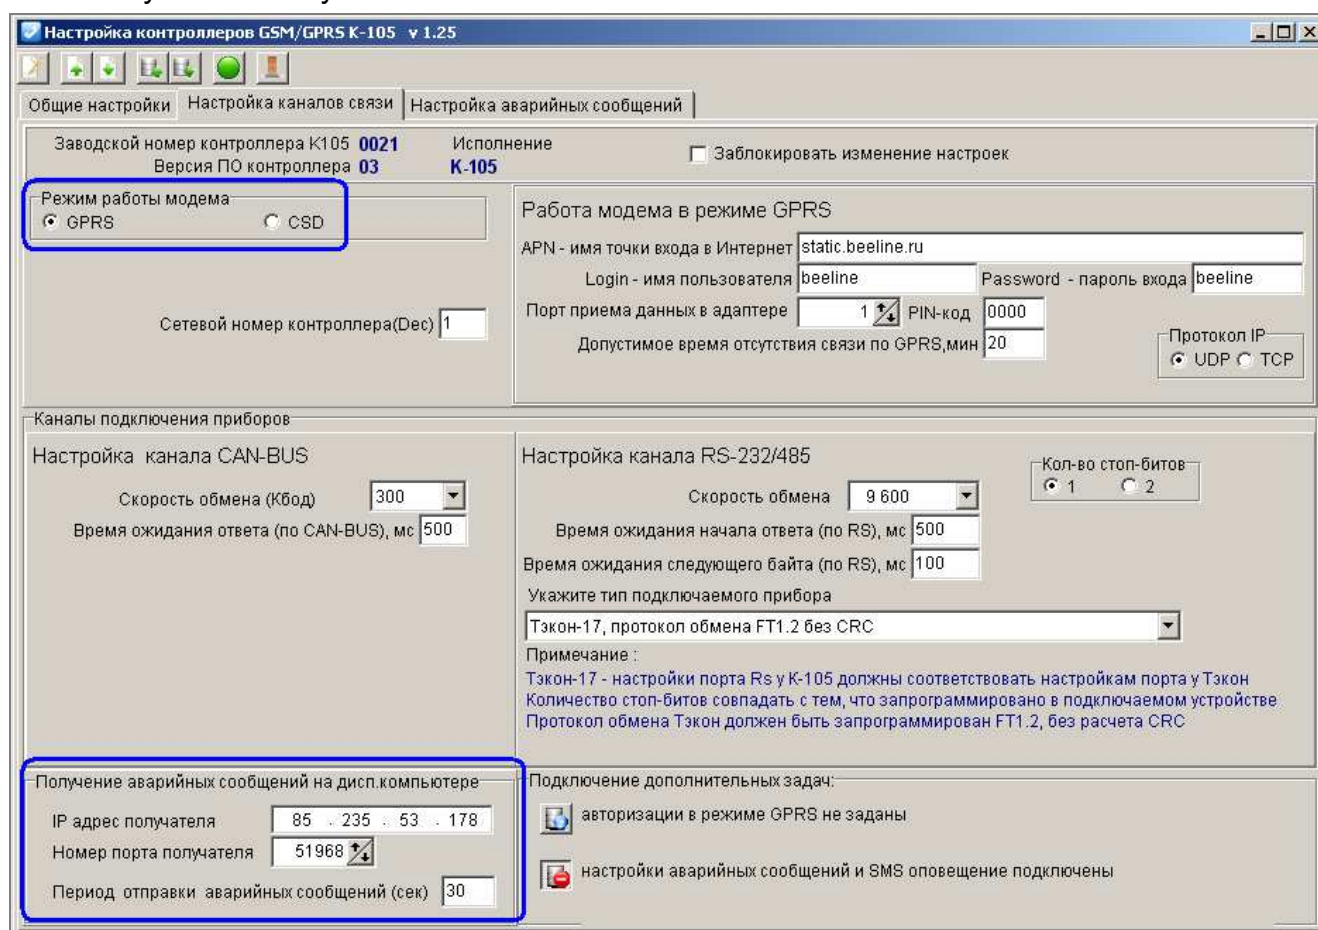 Настройка контроллеров GSM/GPRS K-105 v 1.25
Общие настройки Настройка каналов связи Настройка аварийных сообщений
Заводской номер контроллера К105 0021 Исполнение
Версия ПО контроллера 03 К-105
Заблокировать изменение настроек
Режим работы модема
GPRS CSD
Сетевой номер контроллера(Dec) 1
Работа модема в режиме GPRS
APN - имя точки входа в Интернет static.beeline.ru
Login - имя пользователя beeline Password - пароль входа beeline
Порт приема данных в адаптере 1 PIN-код 0000
Допустимое время отсутствия связи по GPRS,мин 20
Протокол IP
UDP TCP
Каналы подключения приборов
Настройка канала CAN-BUS
Скорость обмена (Кбод) 300
Время ожидания ответа (по CAN-BUS), мс 500
Настройка канала RS-232/485
Кол-во стоп-битов
1 2
Скорость обмена 9 600
Время ожидания начала ответа (по RS), мс 500
Время ожидания следующего байта (по RS), мс 100
Укажите тип подключаемого прибора
Тэкон-17, протокол обмена FT1.2 без CRC
Примечание :
Тэкон-17 - настройки порта Rs у К-105 должны соответствовать настройкам порта у Тэкон
Количество стоп-битов совпадать с тем, что запрограммировано в подключаемом устройстве
Протокол обмена Тэкон должен быть запрограммирован FT1.2, без расчета CRC
Получение аварийных сообщений на дисп.компьютере
IP адрес получателя 85 . 235 . 53 . 178
Номер порта получателя 51968
Период отправки аварийных сообщений (сек) 30
Подключение дополнительных задач:
авторизации в режиме GPRS не заданы
настройки аварийных сообщений и SMS оповещение подключены